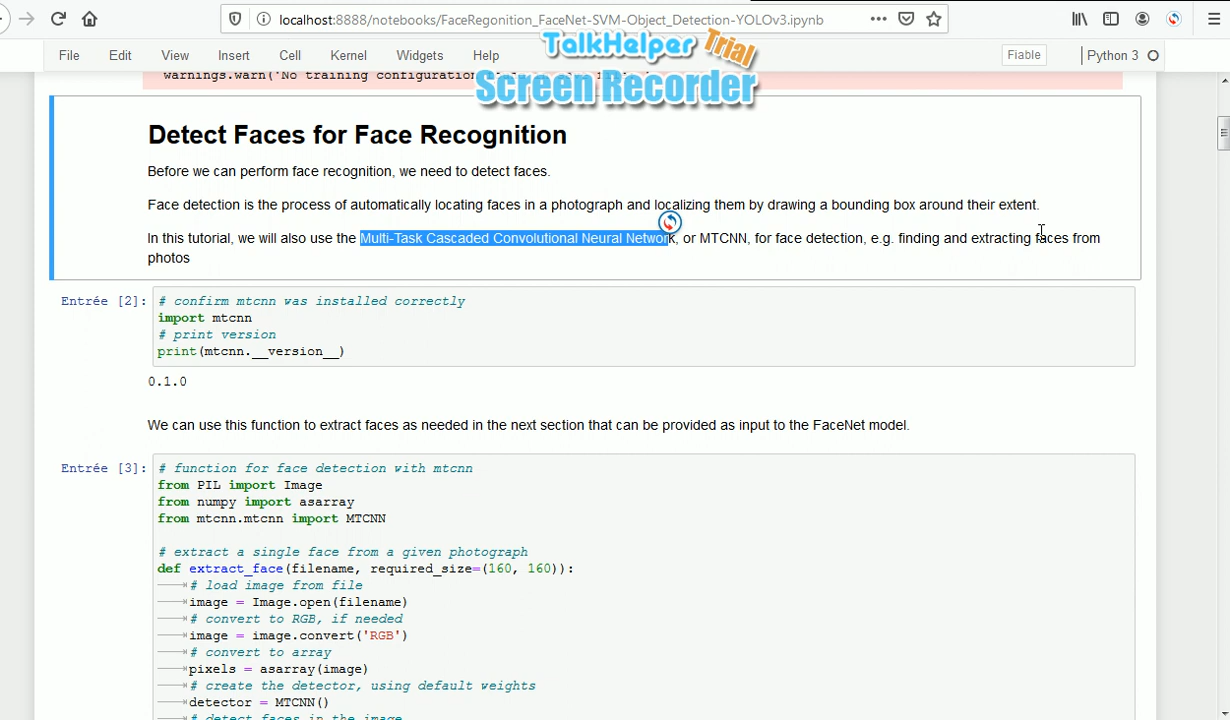 localhost:8888/notebooks/FaceRegonition_FaceNet-SVM-Object_Detection-YOLOv3.ipynb
File Edit View Insert Cell Kernel Widgets Help Fiable Python 3
TalkHelper Trial
Screen Recorder
warnings.warn('No training configuration
Detect Faces for Face Recognition
Before we can perform face recognition, we need to detect faces.
Face detection is the process of automatically locating faces in a photograph and localizing them by drawing a bounding box around their extent.
In this tutorial, we will also use the Multi-Task Cascaded Convolutional Neural Network, or MTCNN, for face detection, e.g. finding and extracting faces from
photos
Entrée [2]: # confirm mtcnn was installed correctly
import mtcnn
# print version
print(mtcnn.__version__)
0.1.0
We can use this function to extract faces as needed in the next section that can be provided as input to the FaceNet model.
Entrée [3]: # function for face detection with mtcnn
from PIL import Image
from numpy import asarray
from mtcnn.mtcnn import MTCNN
# extract a single face from a given photograph
def extract_face(filename, required_size=(160, 160)):
# load image from file
image = Image.open(filename)
# convert to RGB, if needed
image = image.convert('RGB')
# convert to array
pixels = asarray(image)
# create the detector, using default weights
detector = MTCNN()
# detect faces in the image